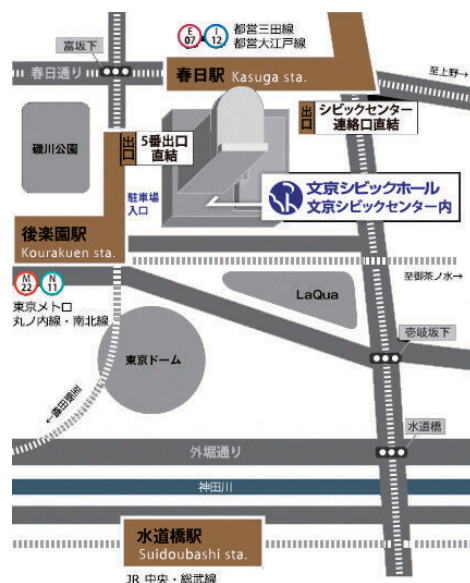 E 07
I 12
都営三田線
都営大江戸線
富坂下
春日通り
春日駅 Kasuga sta.
至上野→
出口
シビックセンター
連絡口直結
礫川公園
出口
5番出口
直結
駐車場
入口
文京シビックホール
文京シビックセンター内
後楽園駅
Kourakuen sta.
M 22
N 11
東京メトロ
丸ノ内線・南北線
至御茶ノ水→
LaQua
壱岐坂下
東京ドーム
至飯田橋→
水道橋
外堀通り
神田川
水道橋駅
Suidoubashi sta.
JR 中央・総武線